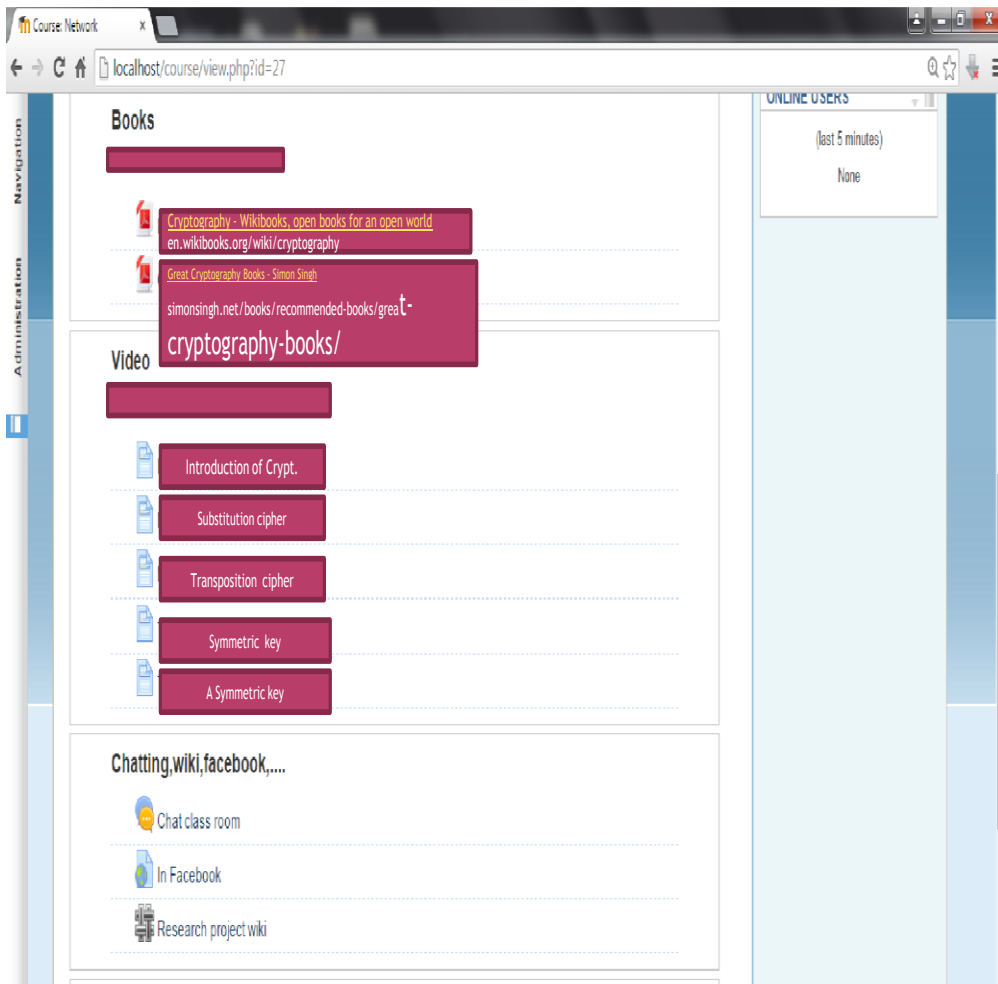 Course: Network
localhost/course/view.php?id=27
Navigation
Administration
Books
Cryptography - Wikibooks, open books for an open world
en.wikibooks.org/wiki/cryptography
Great Cryptography Books - Simon Singh
simonsingh.net/books/recommended-books/great-
cryptography-books/
Video
Introduction of Crypt.
Substitution cipher
Transposition cipher
Symmetric key
A Symmetric key
Chatting,wiki,facebook,....
Chat class room
In Facebook
Research project wiki
ONLINE USERS
(last 5 minutes)
None